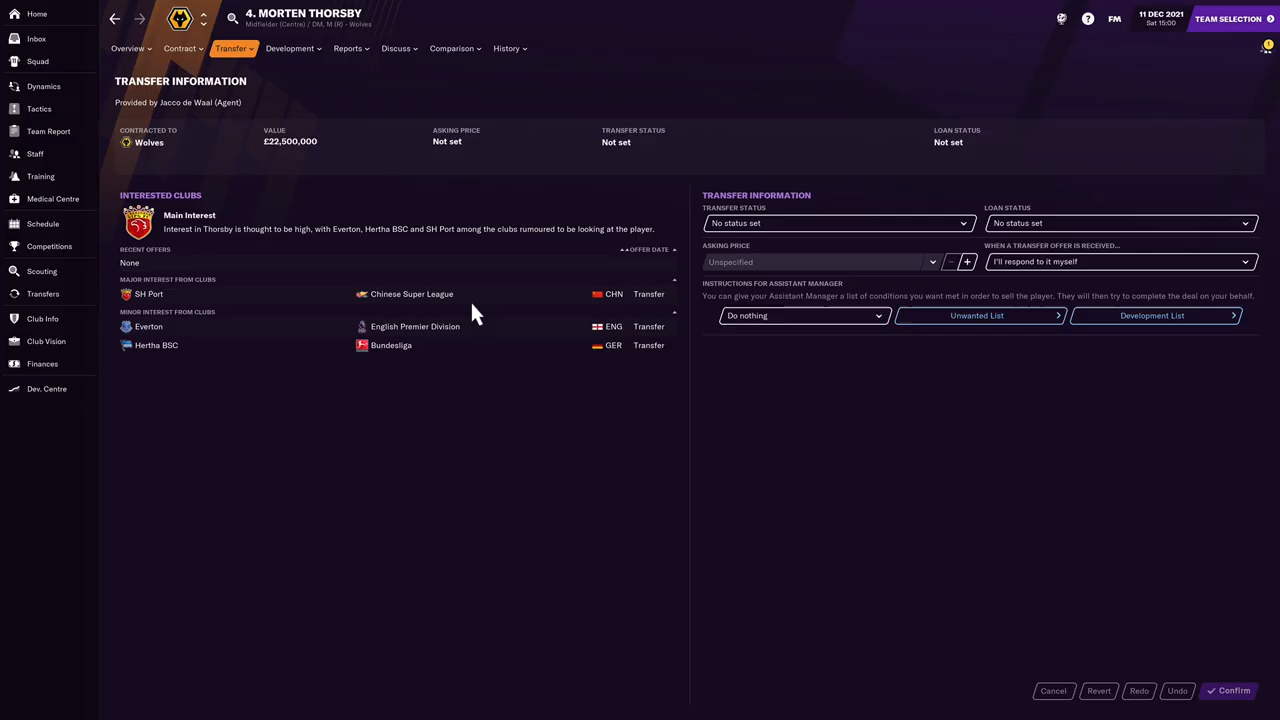 Home
Inbox
Squad
Dynamics
Tactics
Team Report
Staff
Training
Medical Centre
Schedule
Competitions
Scouting
Transfers
Club Info
Club Vision
Finances
Dev. Centre
4. MORTEN THORSBY
Midfielder (Centre) / DM, M (R) - Wolves
FM
11 DEC 2021
Sat 15:00
TEAM SELECTION
Overview
Contract
Transfer
Development
Reports
Discuss
Comparison
History
1
TRANSFER INFORMATION
Provided by Jacco de Waal (Agent)
CONTRACTED TO
Wolves
VALUE
£22,500,000
ASKING PRICE
Not set
TRANSFER STATUS
Not set
LOAN STATUS
Not set
INTERESTED CLUBS
Main Interest
Interest in Thorsby is thought to be high, with Everton, Hertha BSC and SH Port among the clubs rumoured to be looking at the player.
RECENT OFFERS OFFER DATE
None
MAJOR INTEREST FROM CLUBS
SH Port Chinese Super League CHN Transfer
MINOR INTEREST FROM CLUBS
Everton English Premier Division ENG Transfer
Hertha BSC Bundesliga GER Transfer
TRANSFER INFORMATION
TRANSFER STATUS
No status set
LOAN STATUS
No status set
ASKING PRICE
Unspecified
WHEN A TRANSFER OFFER IS RECEIVED...
I'll respond to it myself
INSTRUCTIONS FOR ASSISTANT MANAGER
You can give your Assistant Manager a list of conditions you want met in order to sell the player. They will then try to complete the deal on your behalf.
Do nothing
Unwanted List
Development List
Cancel
Revert
Redo
Undo
Confirm